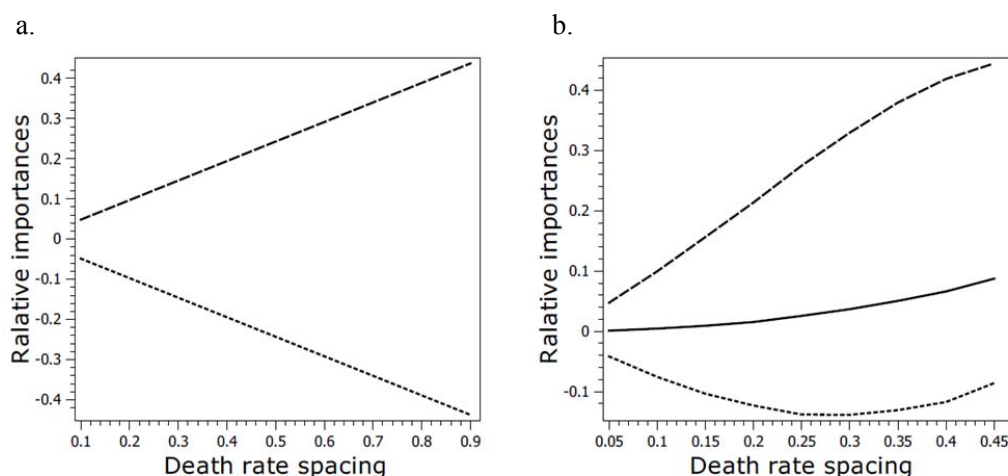 a.
b.
Ralative importances
0.4
0.3
0.2
0.1
0
-0.1
-0.2
-0.3
-0.4
0.1 0.2 0.3 0.4 0.5 0.6 0.7 0.8 0.9
Death rate spacing
Ralative importances
0.4
0.3
0.2
0.1
0
-0.1
0.05 0.1 0.15 0.2 0.25 0.3 0.35 0.4 0.45
Death rate spacing